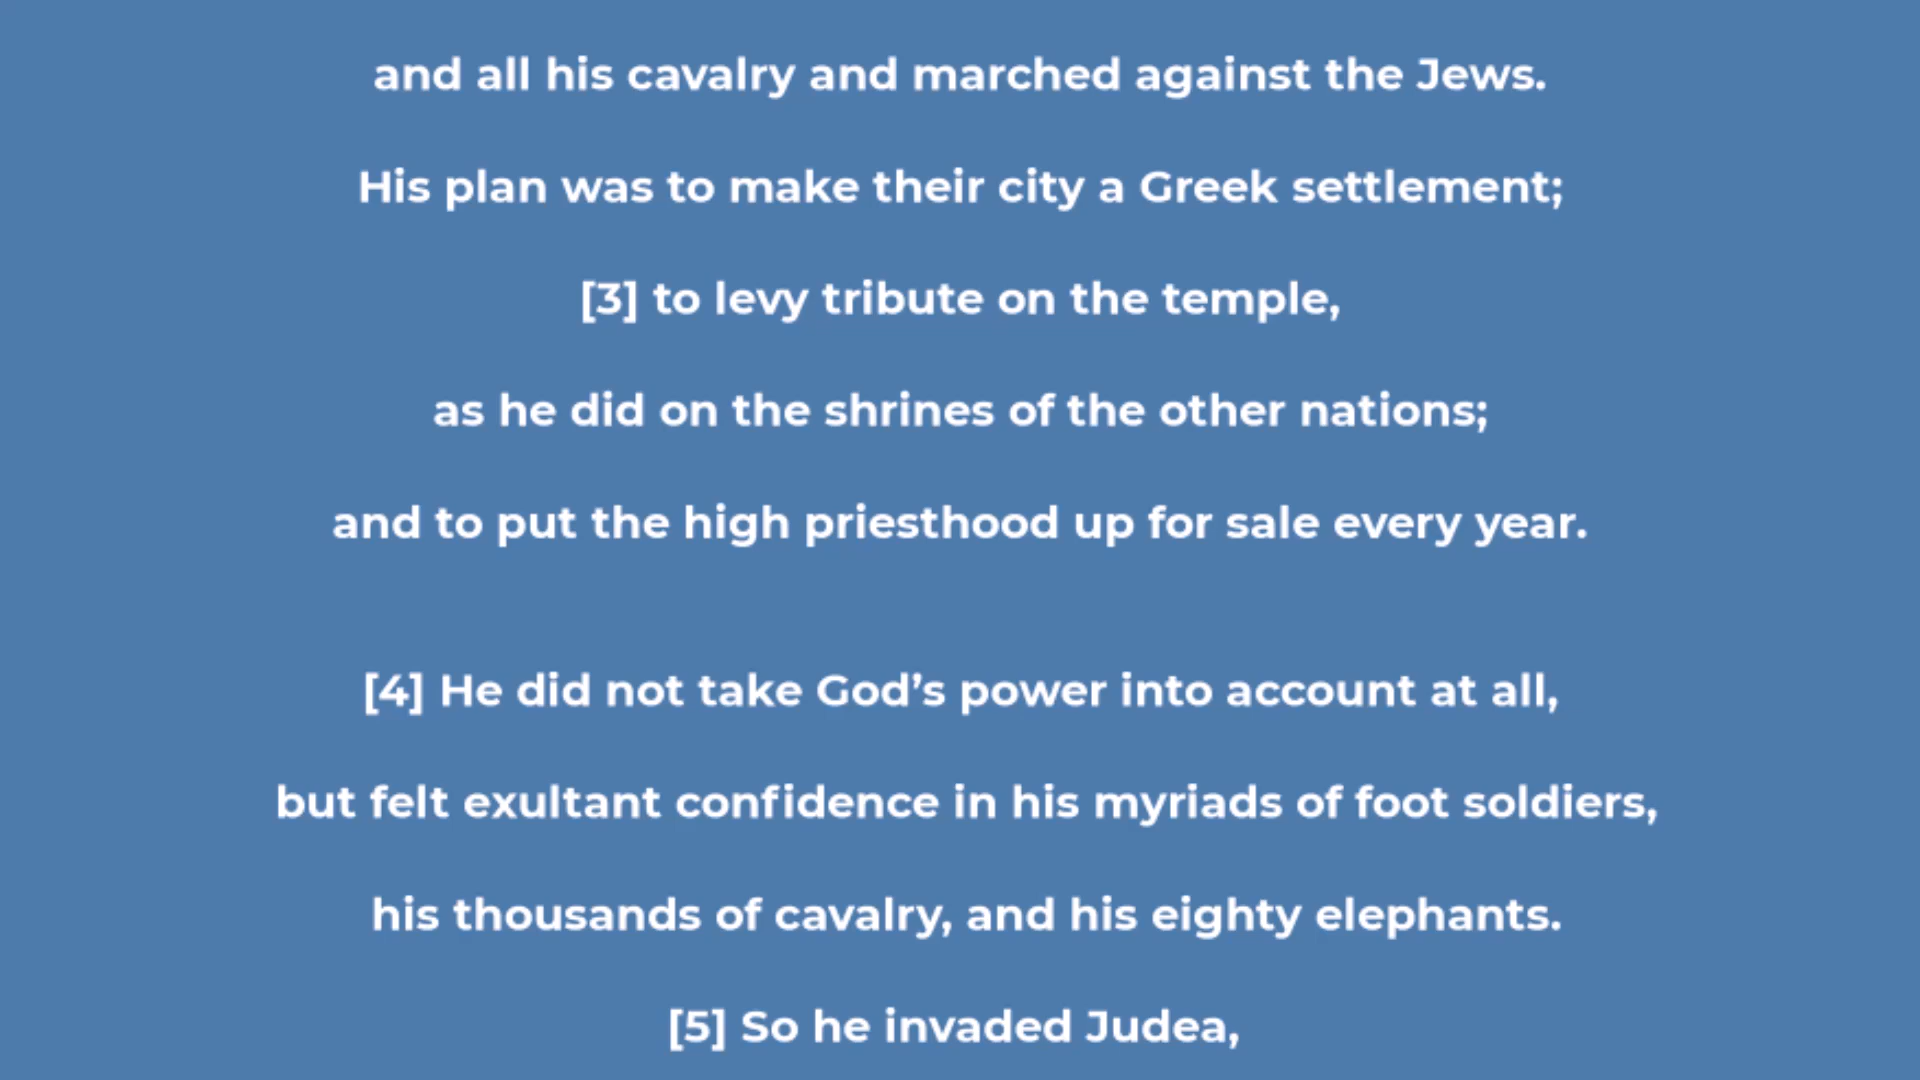 and all his cavalry and marched against the Jews.
His plan was to make their city a Greek settlement;
[3] to levy tribute on the temple,
as he did on the shrines of the other nations;
and to put the high priesthood up for sale every year.
[4] He did not take God’s power into account at all,
but felt exultant confidence in his myriads of foot soldiers,
his thousands of cavalry, and his eighty elephants.
[5] So he invaded Judea,